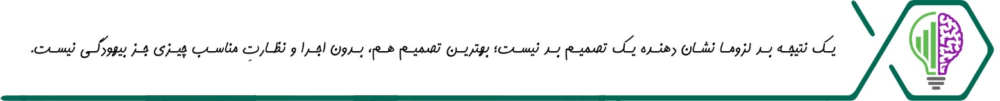 یک نتیجه بد لزوما نشان دهنده یک تصمیم بد نیست؛ بهترین تصمیم هم، بدون اجرا و نظارتِ مناسب چیزی جز بیهودگی نیست.